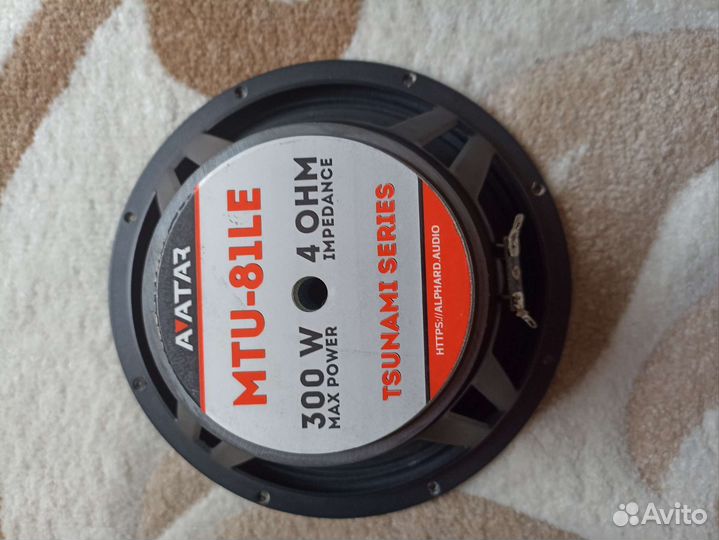 AVATAR
MTU-81LE
300 W 4 OHM
MAX POWER IMPEDANCE
TSUNAMI SERIES
HTTPS://ALPHARD.AUDIO
Avito